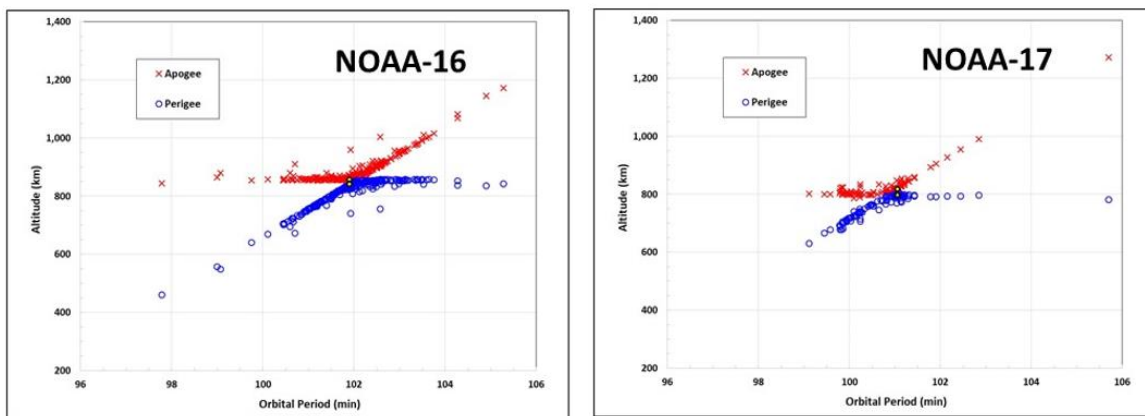 NOAA-16
Apogee
Perigee
1,400
1,200
1,000
800
600
400
200
Altitude (km)
96
98
100
102
104
106
Orbital Period (min)
NOAA-17
Apogee
Perigee
1,400
1,200
1,000
800
600
400
200
Altitude (km)
96
98
100
102
104
106
Orbital Period (min)